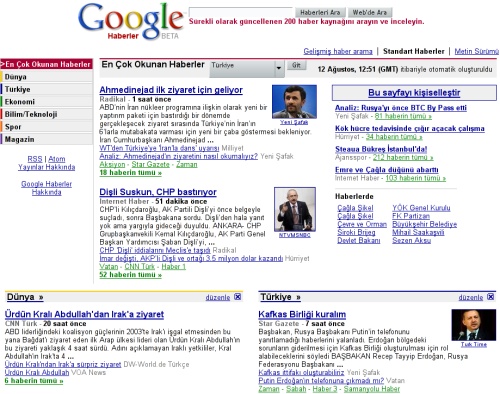 Google
Haberler BETA
Haberleri Ara
Web'de Ara
Sürekli olarak güncellenen 200 haber kaynağını arayın ve inceleyin.
Gelişmiş haber arama | Standart Haberler | Metin Sürümü
>En Çok Okunan Haberler
Dünya
Türkiye
Ekonomi
Bilim/Teknoloji
Spor
Magazin
RSS | Atom
Yayınlar Hakkında
Google Haberler
Hakkında
En Çok Okunan Haberler
Türkiye
Git
12 Ağustos, 12:51 (GMT) itibariyle otomatik oluşturuldu
Ahmedinejad ilk ziyaret için geliyor
Radikal - 1 saat önce
ABD'nin İran nükleer programına ilişkin olarak yeni bir
yaptırım paketi için bastırdığı bir dönemde
gerçekleşecek ziyaret sırasında Türkiye'nin İran'ın
6'larla mutabakata varması için yeni bir çaba göstermesi bekleniyor.
İran Cumhurbaşkanı Ahmedinejad ...
WT'den Türkiye'ye 'İran'la dans' uyarısı Milliyet
Analiz: Ahmedinejad'ın ziyaretini nasıl okumalıyız? Yeni Şafak
Aksiyon - Star Gazete - Zaman
18 haberin tümü »
Yeni Şafak
Dişli Suskun, CHP bastırıyor
Internet Haber - 51 dakika önce
CHP'li Kılıçdaroğlu, AK Partili Dişli'yi önce belgeyle
suçladı, sonra Başbakana sordu. Dişli'den hala yanıt
yok ama yargıya gideceği duyuldu. ANKARA- CHP
Grupbaşkanvekili Kemal Kılıçdaroğlu, AK Parti Genel
Başkan Yardımcısı Şaban Dişli'yi, ...
CHP 'Dişli' iddialarını Meclis'e taşıdı Radikal
İmar değişti, AKP'li Dişli ve ortağı 3.5 milyon dolar kazandı Hürriyet
Vatan - CNN Türk - Haber 1
52 haberin tümü »
NTVMSNBC
Bu sayfayı kişiselleştir
Analiz: Rusya'yı önce BTC By Pass etti
Yeni Şafak - 81 haberin tümü »
Kök hücre tedavisinde çığır açacak çalışma
Hürriyet - 34 haberin tümü »
Steaua Bukreş İstanbul'da!
Ajansspor - 212 haberin tümü »
Emre ve Çağla düğünü abarttı
Internet Haber - 103 haberin tümü »
Haberlerde
Çağla Şikel
Çağla Şıkel
Çevre ve Orman
Siroki Brijeg
Devlet Bakanı
YÖK Genel Kurulu
FK Partizan
Büyükşehir Belediye
Mihail Saakaşvili
Sezen Aksu
Dünya »
düzenle
Ürdün Kralı Abdullah'dan Irak'a ziyaret
CNN Türk - 20 saat önce
ABD liderliğindeki koalisyon güçlerinin 2003'te Irak'ı işgal etmesinden bu
yana Bağdat'ı ziyaret eden ilk Arap ülkesi lideri olan Ürdün Kralı Abdullah'ın
bu ziyareti yaklaşık 4 saat sürdü. Adını açıklamayan Iraklı yetkililer, Kral
Abdullah'ın Irak'a ...
Ürdün Kralı'ndan Irak'a sürpriz ziyaret DW-World de Türkçe
Ürdün Kralı Abdullah VOA News
6 haberin tümü »
Türkiye »
düzenle
Kafkas Birliği kuralım
Star Gazete - 7 saat önce
Başbakan, Rusya Başbakanı Putin'in telefonunu
yanıtlamadığı haberlerini yalanladı. Erdoğan bölgedeki
sorunların giderilmesi için Kafkas Birliği oluşturulması için rol
alabileceklerini söyledi BAŞBAKAN Recep Tayyip Erdoğan, Rusya
Federasyonu Başbakanı ...
Kafkas ittifakı oluşturabiliriz Yeni Şafak
Putin Erdoğan'ın telefonuna çıkmadı mı? Vatan
Zaman - Sabah - Haber 3 - Samanyolu Haber
Turk Time